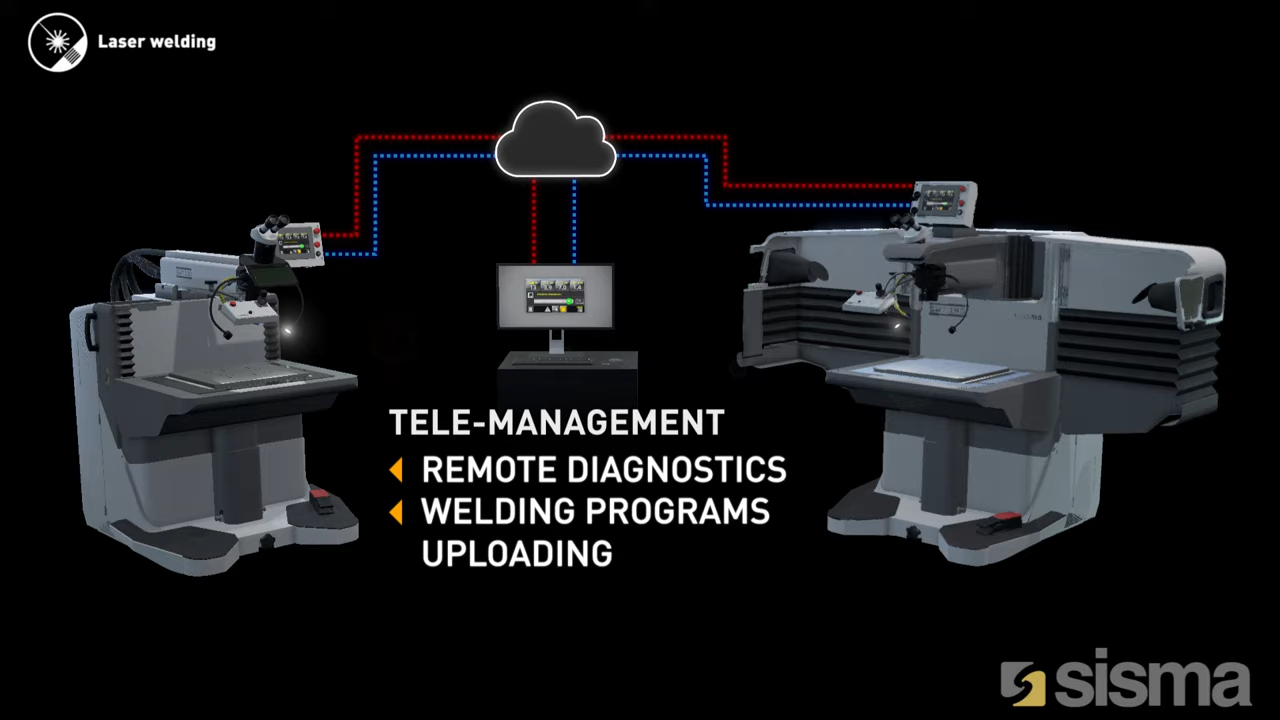 Laser welding
TELE-MANAGEMENT
REMOTE DIAGNOSTICS
WELDING PROGRAMS
UPLOADING
sisma